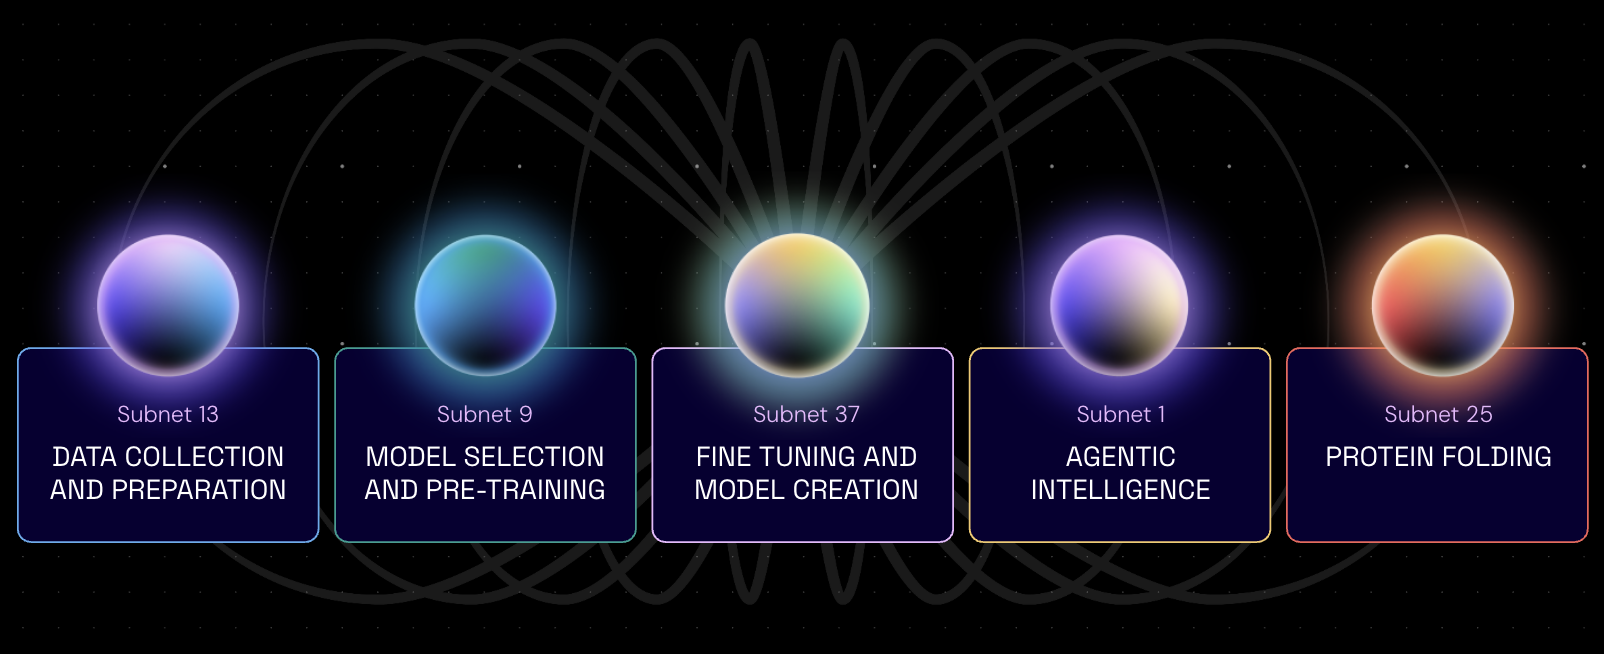 Subnet 13
DATA COLLECTION
AND PREPARATION
Subnet 9
MODEL SELECTION
AND PRE-TRAINING
Subnet 37
FINE TUNING AND
MODEL CREATION
Subnet 1
AGENTIC
INTELLIGENCE
Subnet 25
PROTEIN FOLDING